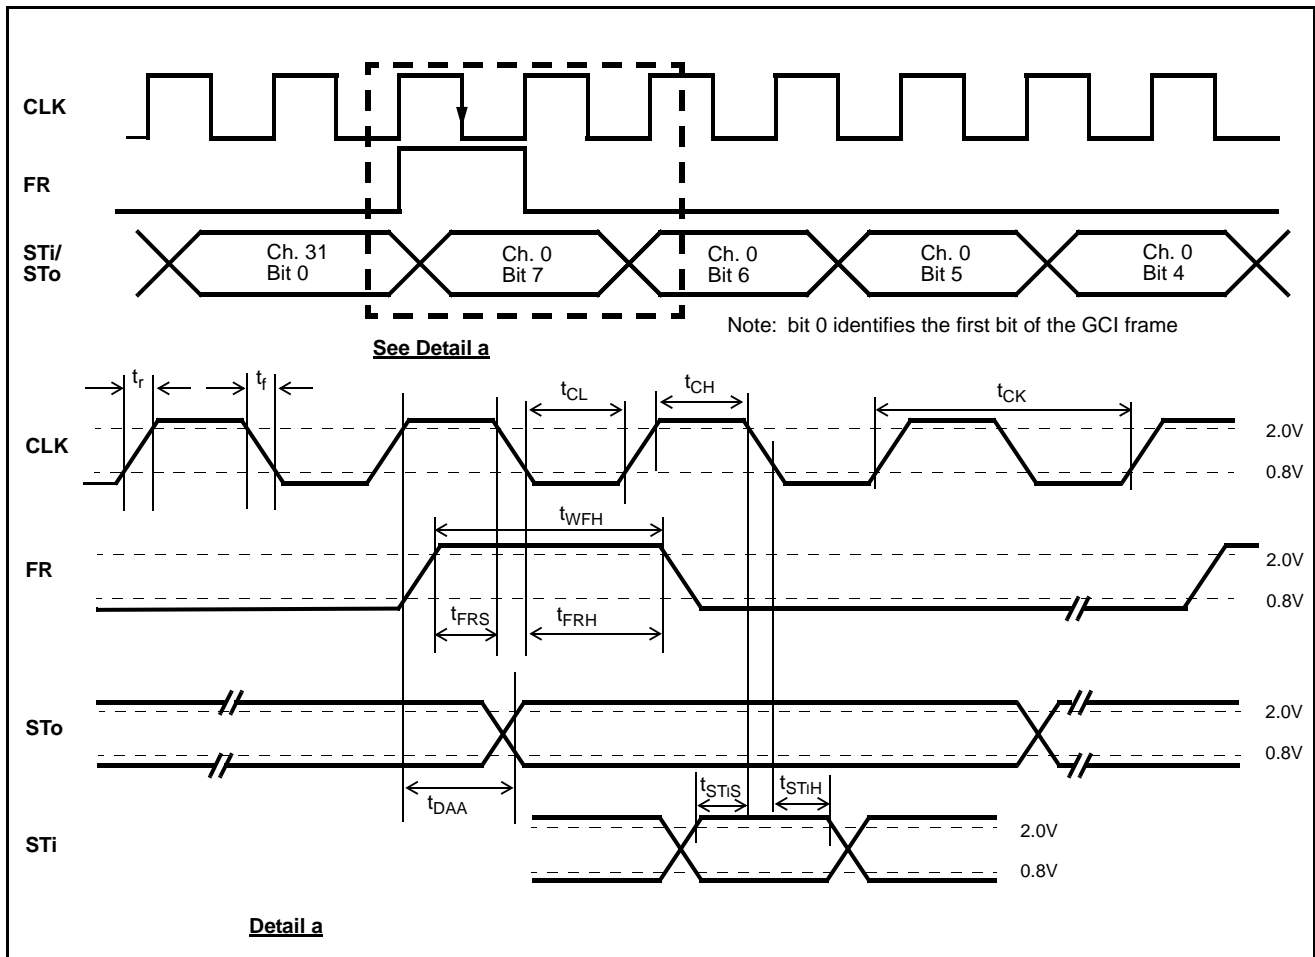 CLK
FR
STi/
STo
Ch. 31
Bit 0
Ch. 0
Bit 7
Ch. 0
Bit 6
Ch. 0
Bit 5
Ch. 0
Bit 4
Note: bit 0 identifies the first bit of the GCI frame
See Detail a
tr
tf
tCL
tCH
tCK
CLK
2.0V
0.8V
tWFH
FR
2.0V
0.8V
tFRS
tFRH
STo
2.0V
0.8V
tDAA
tSTiS
tSTiH
STi
2.0V
0.8V
Detail a